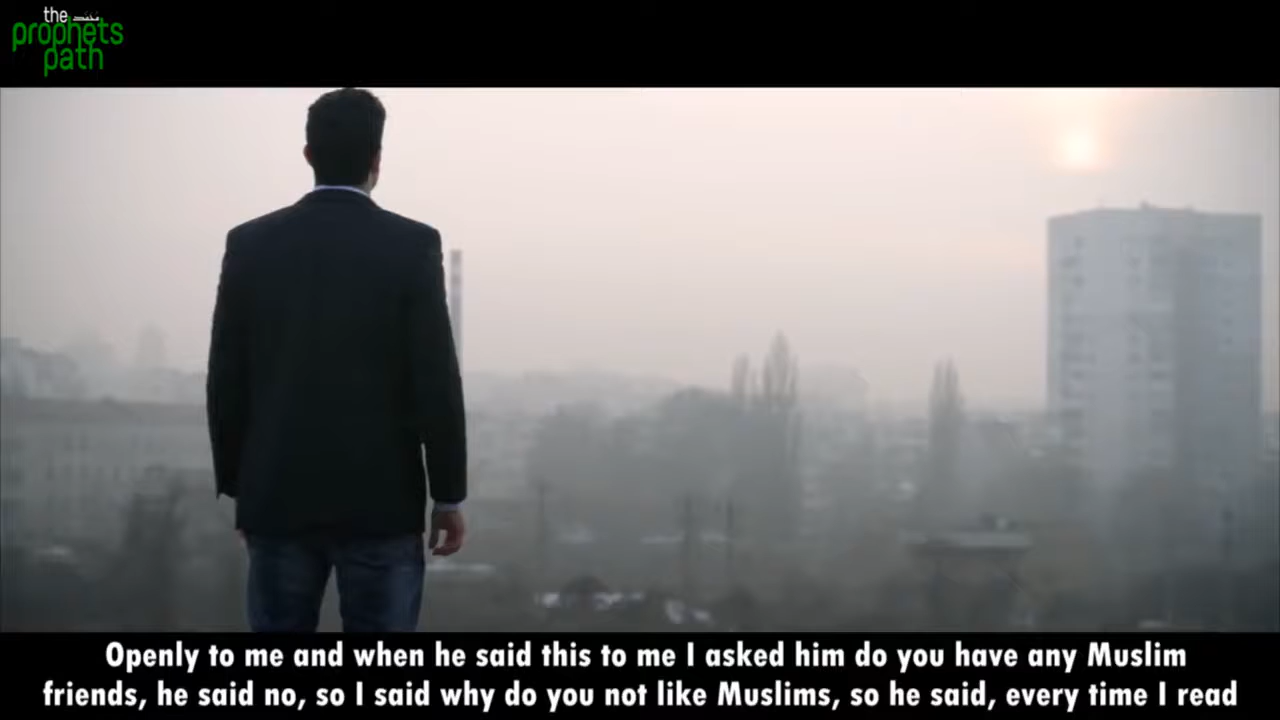 the
prophets
path
Openly to me and when he said this to me I asked him do you have any Muslim
friends, he said no, so I said why do you not like Muslims, so he said, every time I read